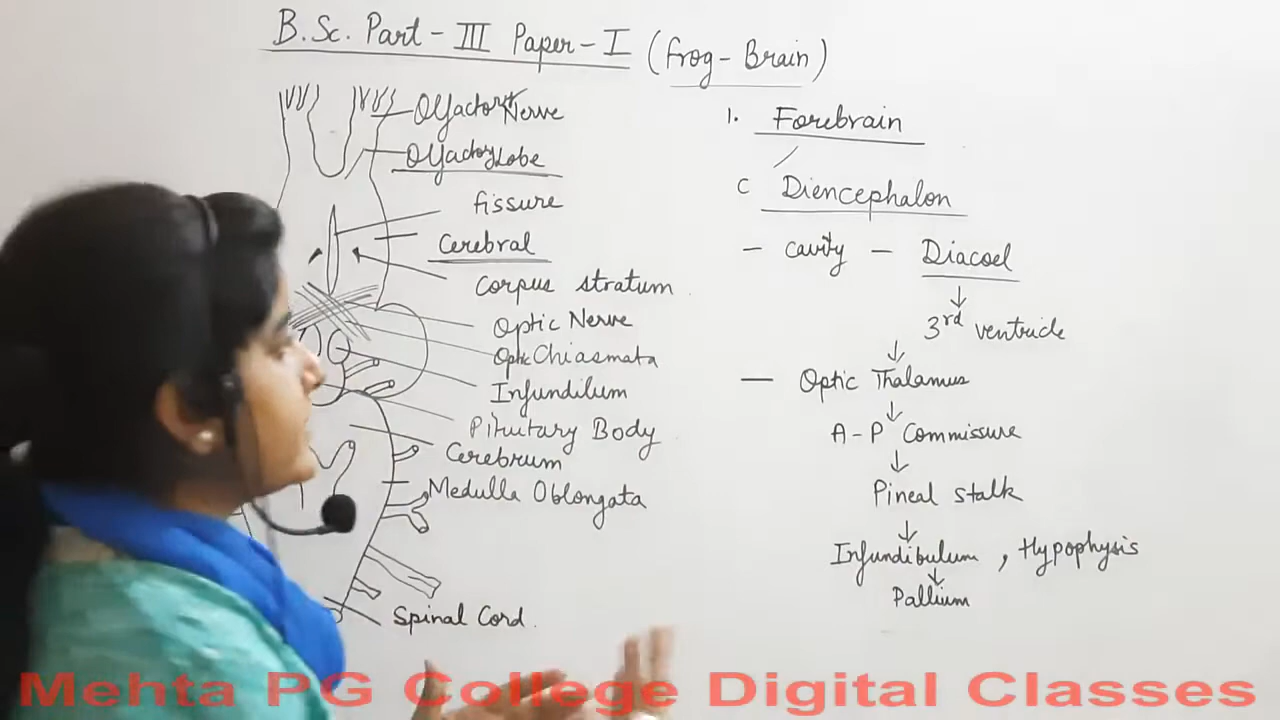 B.Sc. Part - III Paper - I (Frog - Brain)
Olfactory Nerve
Olfactory Lobe
fissure
Cerebral
Corpus stratum
Optic Nerve
Optic Chiasmata
Infundilum
Pituitary Body
Cerebrum
Medulla Oblongata
Spinal Cord
1. Forebrain
C Diencephalon
- Cavity - Diacoel
3rd ventricle
- Optic Thalamus
A-P Commissure
Pineal stalk
Infundibulum, Hypophysis
Pallium
Mehta PG College Digital Classes